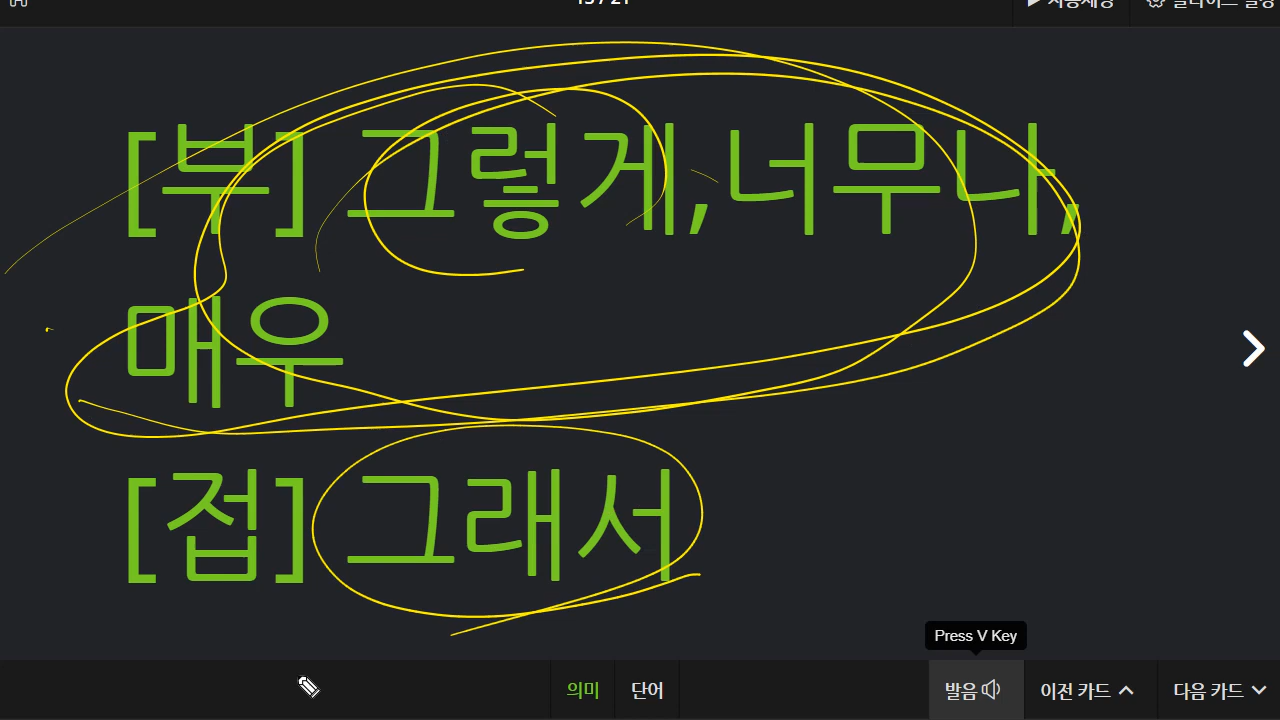 [부] 그렇게,너무나,
매우
[접] 그래서
Press V Key
의미 단어 발음 이전 카드 다음 카드